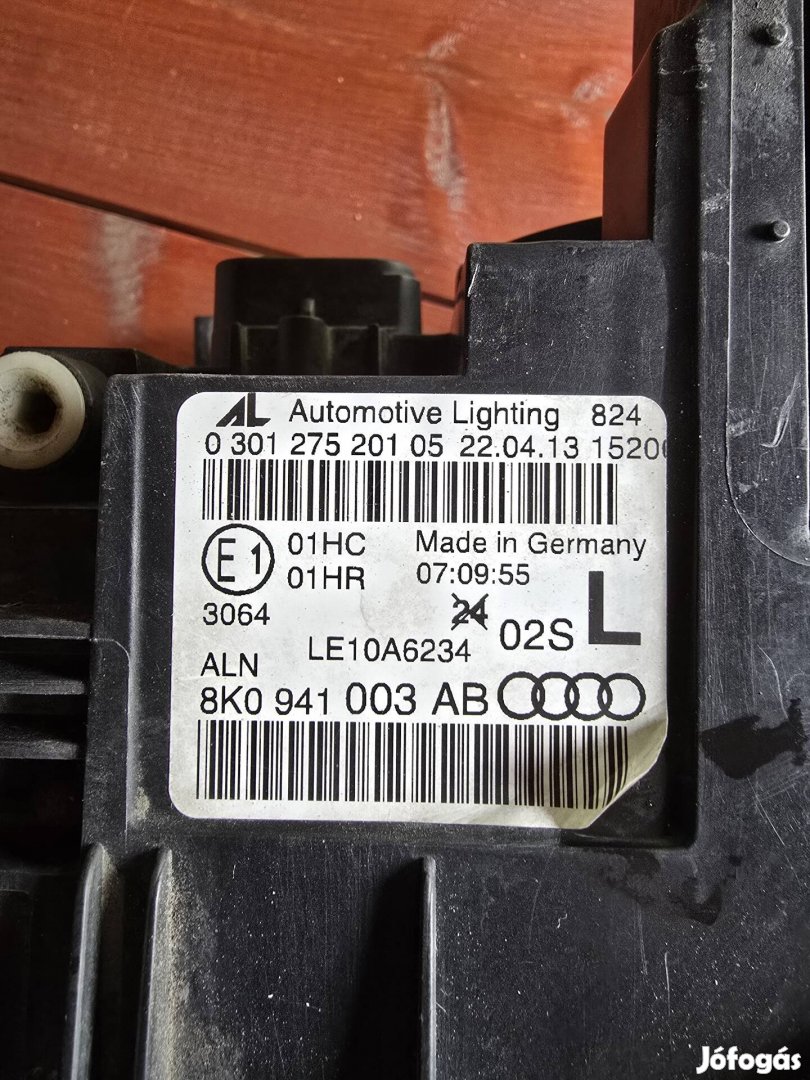 AL Automotive Lighting 824
0 301 275 201 05 22.04.13 15200
E1 01HC Made in Germany
01HR 07:09:55
3064 24 02S L
LE10A6234
ALN
8K0 941 003 AB
Jófogás